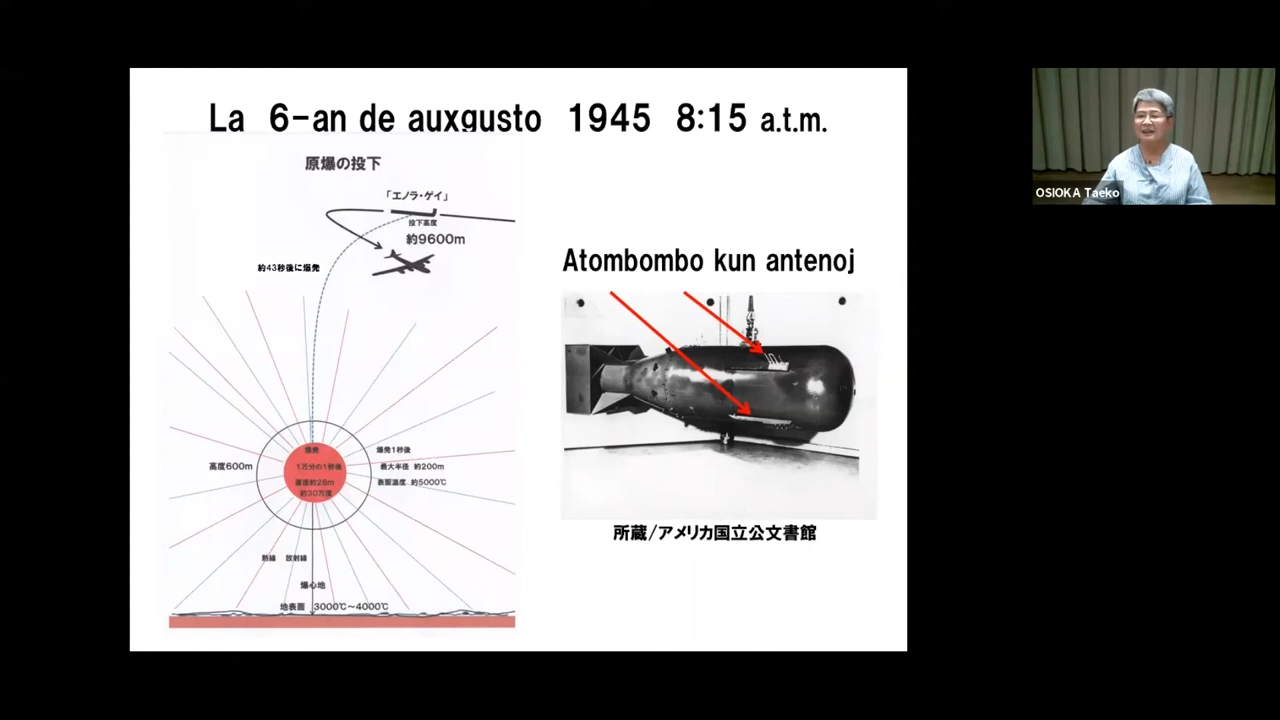 La 6-an de auxgusto 1945 8:15 a.t.m.
原爆の投下
「エノラ・ゲイ」
投下高度
約9600m
約43秒後に爆発
爆発
1万分の1秒後
直径約28m
約30万度
高度600m
爆発1秒後
最大半径 約200m
表面温度 約5000℃
熱線 放射線
爆心地
地表面 3000℃~4000℃
Atombombo kun antenoj
所蔵/アメリカ国立公文書館
OSIOKA Taeko